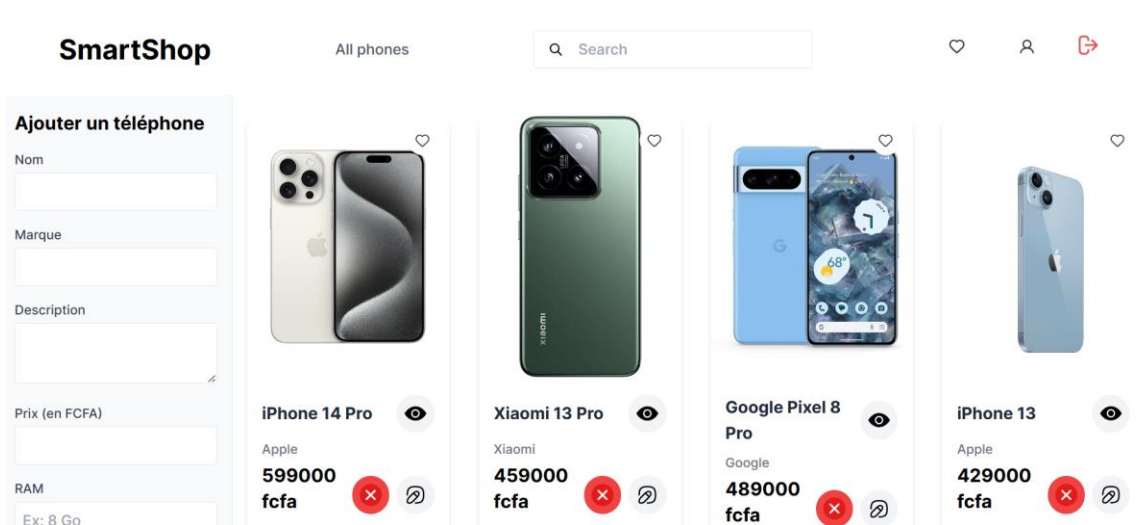 SmartShop
All phones
Search
Ajouter un téléphone
Nom
Marque
Description
Prix (en FCFA)
RAM
Ex: 8 Go
xiaomi
G
68°
G
iPhone 14 Pro
Apple
599000
fcfa
Xiaomi 13 Pro
Xiaomi
459000
fcfa
Google Pixel 8
Pro
Google
489000
fcfa
iPhone 13
Apple
429000
fcfa